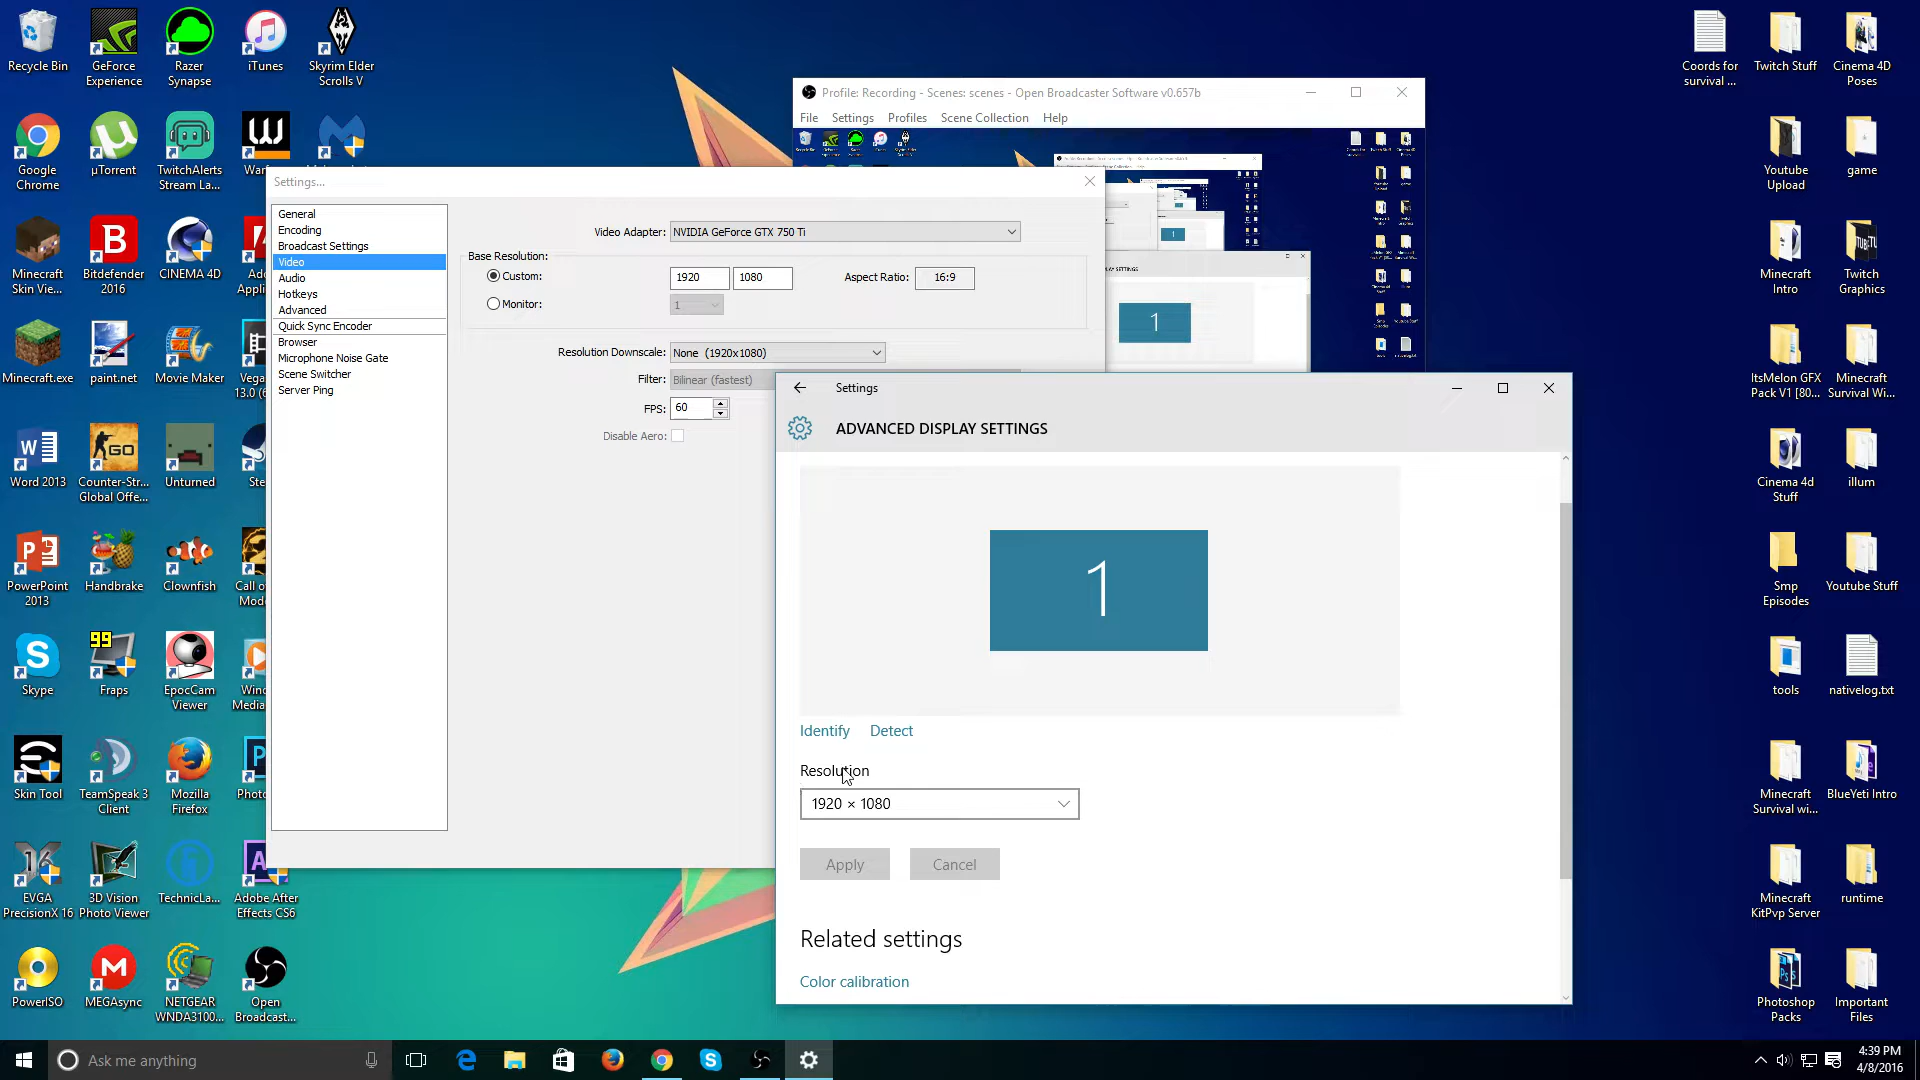 Recycle Bin
GeForce
Experience
Razer
Synapse
iTunes
Skyrim Elder
Scrolls V
Google
Chrome
µTorrent
TwitchAlerts
Stream La...
Minecraft
Skin Vie...
Bitdefender
2016
CINEMA 4D
Minecraft.exe
paint.net
Movie Maker
Word 2013
Counter-Str...
Global Offe...
Unturned
PowerPoint
2013
Handbrake
Clownfish
Skype
99
Fraps
EpocCam
Viewer
Skin Tool
TeamSpeak 3
Client
Mozilla
Firefox
EVGA
PrecisionX 16
3D Vision
Photo Viewer
TechnicLa...
Adobe After
Effects CS6
PowerISO
MEGAsync
NETGEAR
WNDA3100...
Open
Broadcast...
Settings...
General
Encoding
Broadcast Settings
Video
Audio
Hotkeys
Advanced
Quick Sync Encoder
Browser
Microphone Noise Gate
Scene Switcher
Server Ping
Video Adapter: NVIDIA GeForce GTX 750 Ti
Base Resolution:
Custom: 1920 1080 Aspect Ratio: 16:9
Monitor: 1
Resolution Downscale: None (1920x1080)
Filter: Bilinear (fastest)
FPS: 60
Disable Aero:
Profile: Recording - Scenes: scenes - Open Broadcaster Software v0.657b
File Settings Profiles Scene Collection Help
Settings
ADVANCED DISPLAY SETTINGS
1
Identify Detect
Resolution
1920 × 1080
Apply Cancel
Related settings
Color calibration
Coords for
survival ...
Twitch Stuff
Cinema 4D
Poses
Youtube
Upload
game
Minecraft
Intro
Twitch
Graphics
ItsMelon GFX
Pack V1 [80...
Minecraft
Survival Wi...
Cinema 4d
Stuff
illum
Smp
Episodes
Youtube Stuff
tools
nativelog.txt
Minecraft
Survival wi...
BlueYeti Intro
Minecraft
KitPvp Server
runtime
Photoshop
Packs
Important
Files
Ask me anything
4:39 PM
4/8/2016